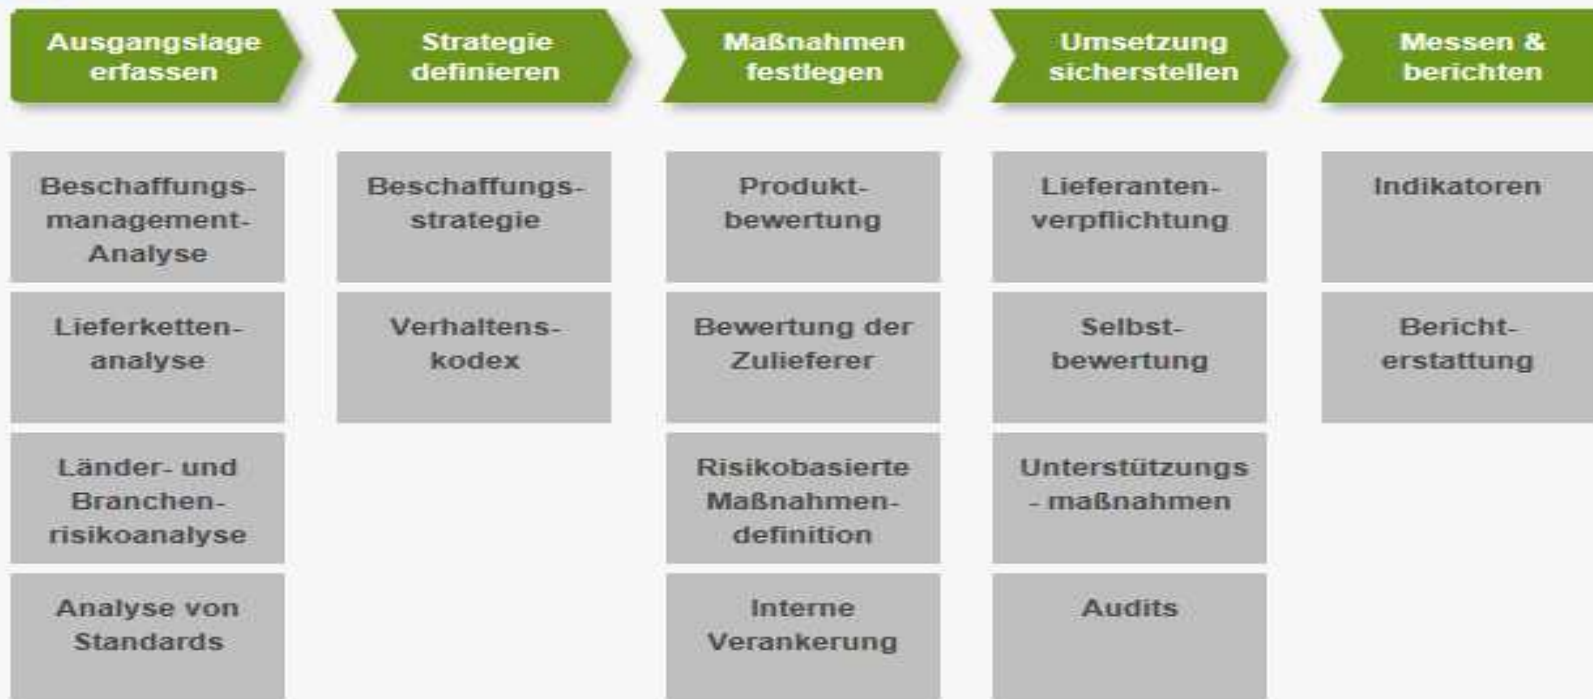 Ausgangslage
erfassen
Strategie
definieren
Maßnahmen
festlegen
Umsetzung
sicherstellen
Messen &
berichten
Beschaffungs-
management-
Analyse
Lieferketten-
analyse
Länder- und
Branchen-
risikoanalyse
Analyse von
Standards
Beschaffungs-
strategie
Verhaltens-
kodex
Produkt-
bewertung
Bewertung der
Zulieferer
Risikobasierte
Maßnahmen-
definition
Interne
Verankerung
Lieferanten-
verpflichtung
Selbst-
bewertung
Unterstützungs
- maßnahmen
Audits
Indikatoren
Bericht-
erstattung